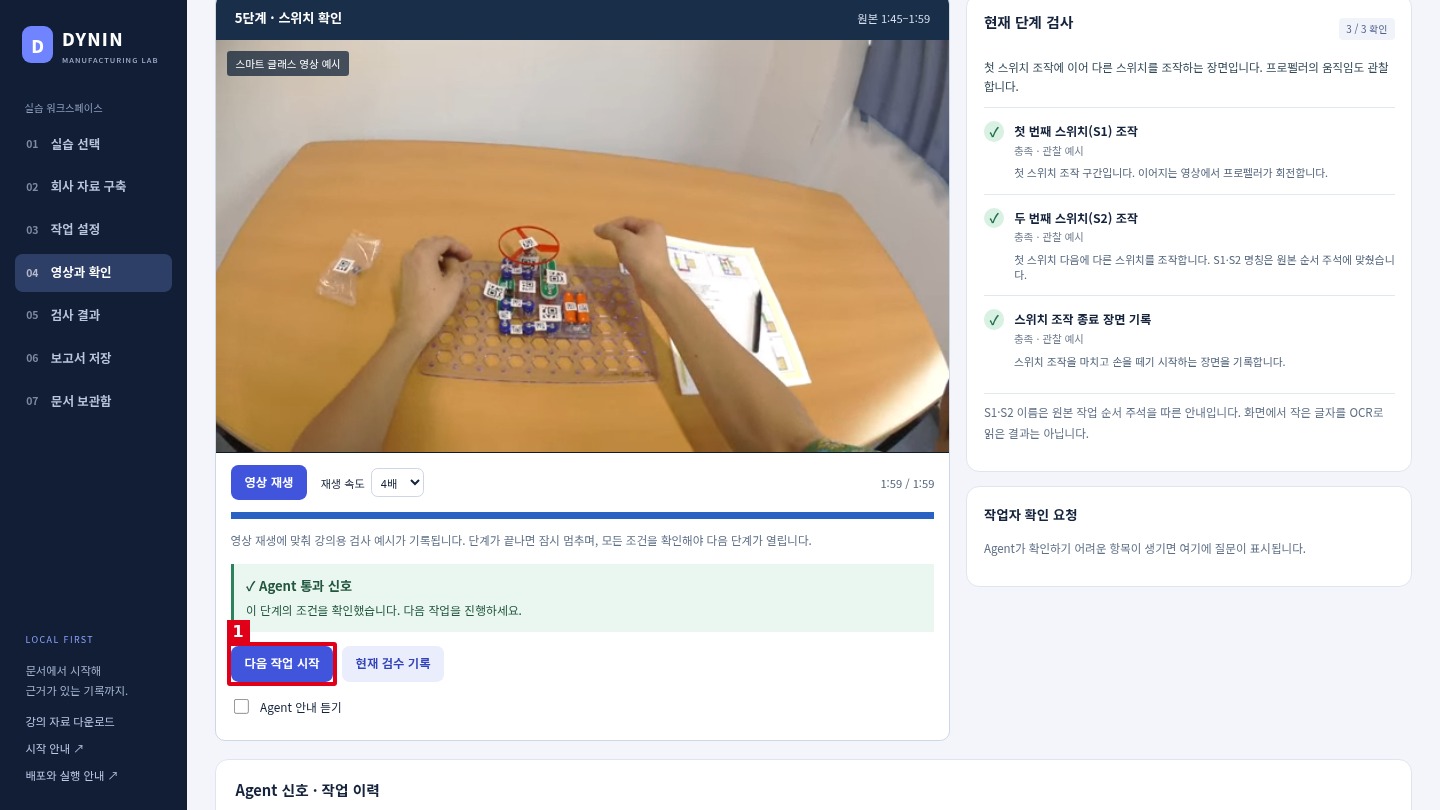 D
DYNIN
MANUFACTURING LAB
실습 워크스페이스
01 실습 선택
02 회사 자료 구축
03 작업 설정
04 영상과 확인
05 검사 결과
06 보고서 저장
07 문서 보관함
LOCAL FIRST
문서에서 시작해
근거가 있는 기록까지.
강의 자료 다운로드
시작 안내 ↗
배포와 실행 안내 ↗
5단계 · 스위치 확인
원본 1:45–1:59
스마트 글래스 영상 예시
영상 재생
재생 속도
4배
1:59 / 1:59
영상 재생에 맞춰 강의용 검사 예시가 기록됩니다. 단계가 끝나면 잠시 멈추며, 모든 조건을 확인해야 다음 단계가 열립니다.
✓ Agent 통과 신호
이 단계의 조건을 확인했습니다. 다음 작업을 진행하세요.
1
다음 작업 시작
현재 검수 기록
Agent 안내 듣기
Agent 신호 · 작업 이력
현재 단계 검사
3 / 3 확인
첫 스위치 조작에 이어 다른 스위치를 조작하는 장면입니다. 프로펠러의 움직임도 관찰
합니다.
✓ 첫 번째 스위치(S1) 조작
충족 · 관찰 예시
첫 스위치 조작 구간입니다. 이어지는 영상에서 프로펠러가 회전합니다.
✓ 두 번째 스위치(S2) 조작
충족 · 관찰 예시
첫 스위치 다음에 다른 스위치를 조작합니다. S1·S2 명칭은 원본 순서 주석에 맞췄습니
다.
✓ 스위치 조작 종료 장면 기록
충족 · 관찰 예시
스위치 조작을 마치고 손을 떼기 시작하는 장면을 기록합니다.
S1·S2 이름은 원본 작업 순서 주석을 따른 안내입니다. 화면에서 작은 글자를 OCR로
읽은 결과는 아닙니다.
작업자 확인 요청
Agent가 확인하기 어려운 항목이 생기면 여기에 질문이 표시됩니다.